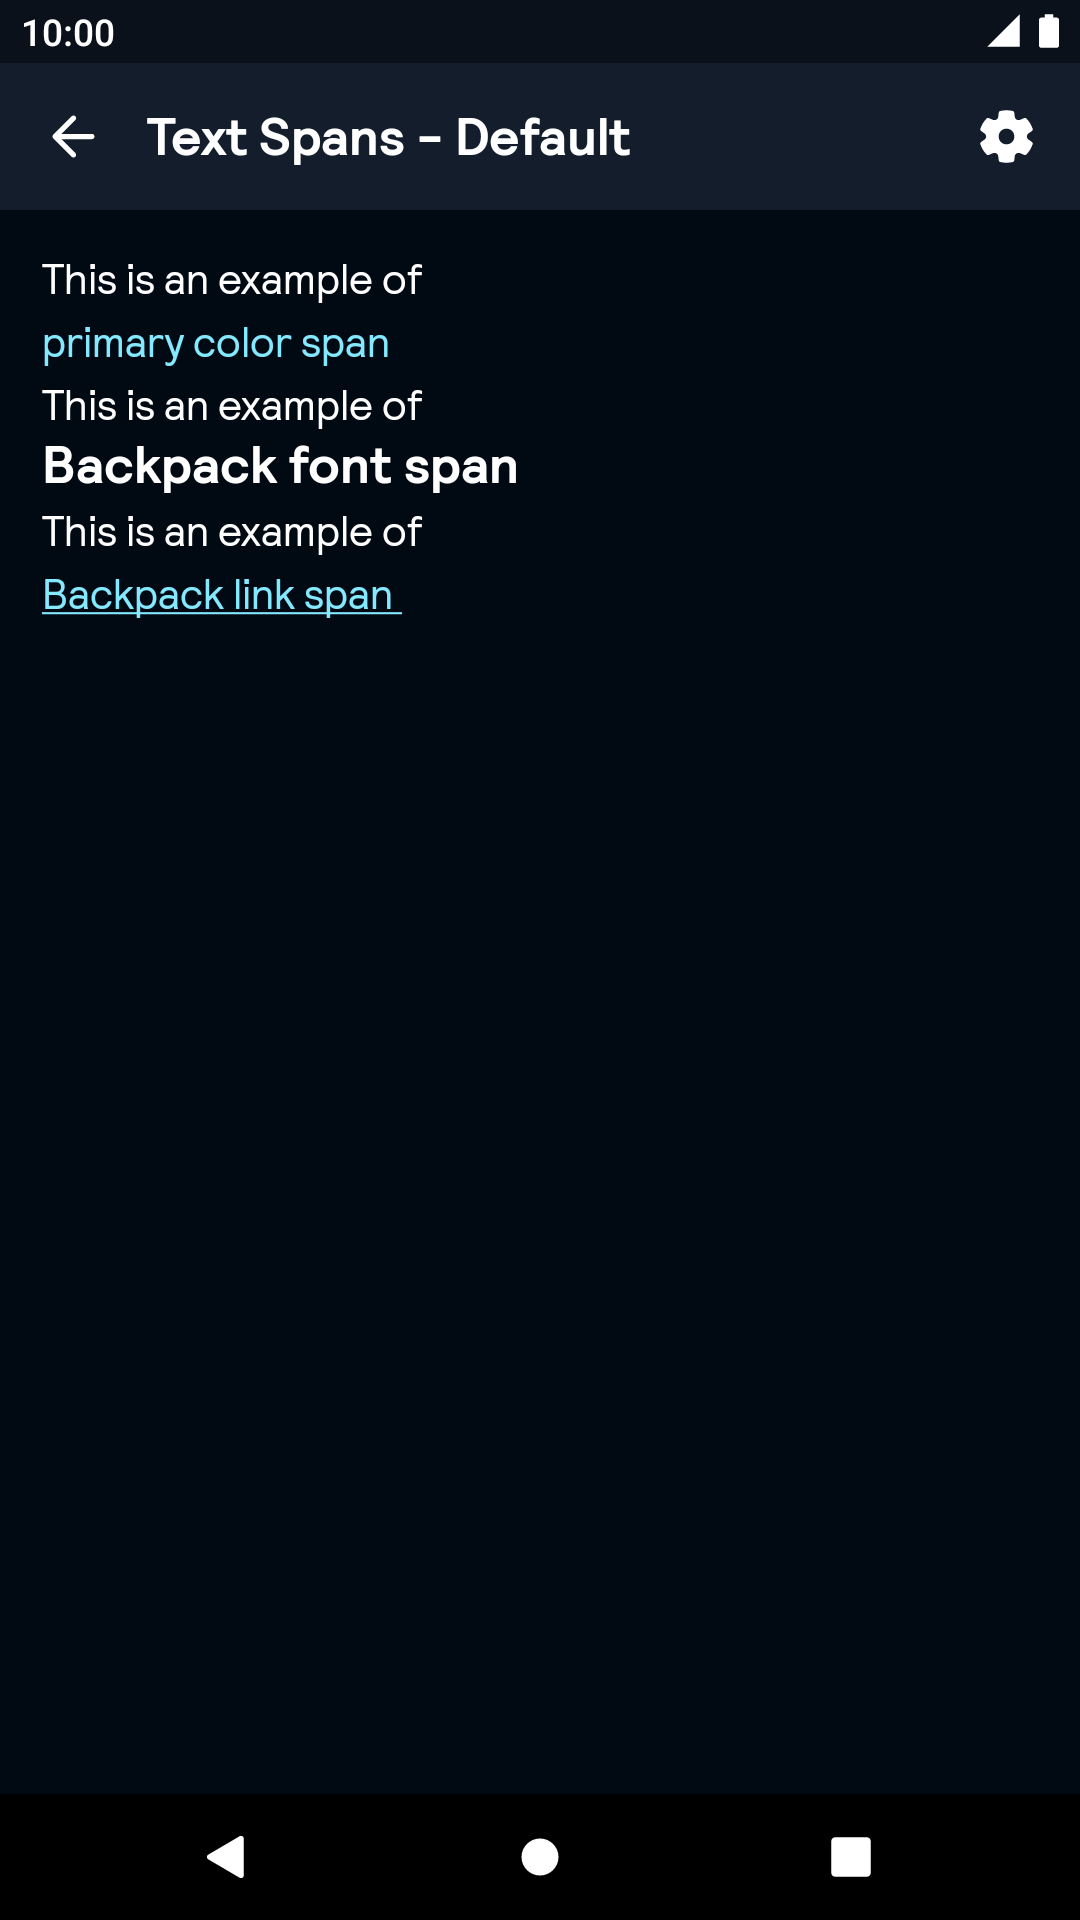 10:00
Text Spans - Default
This is an example of
primary color span
This is an example of
Backpack font span
This is an example of
Backpack link span